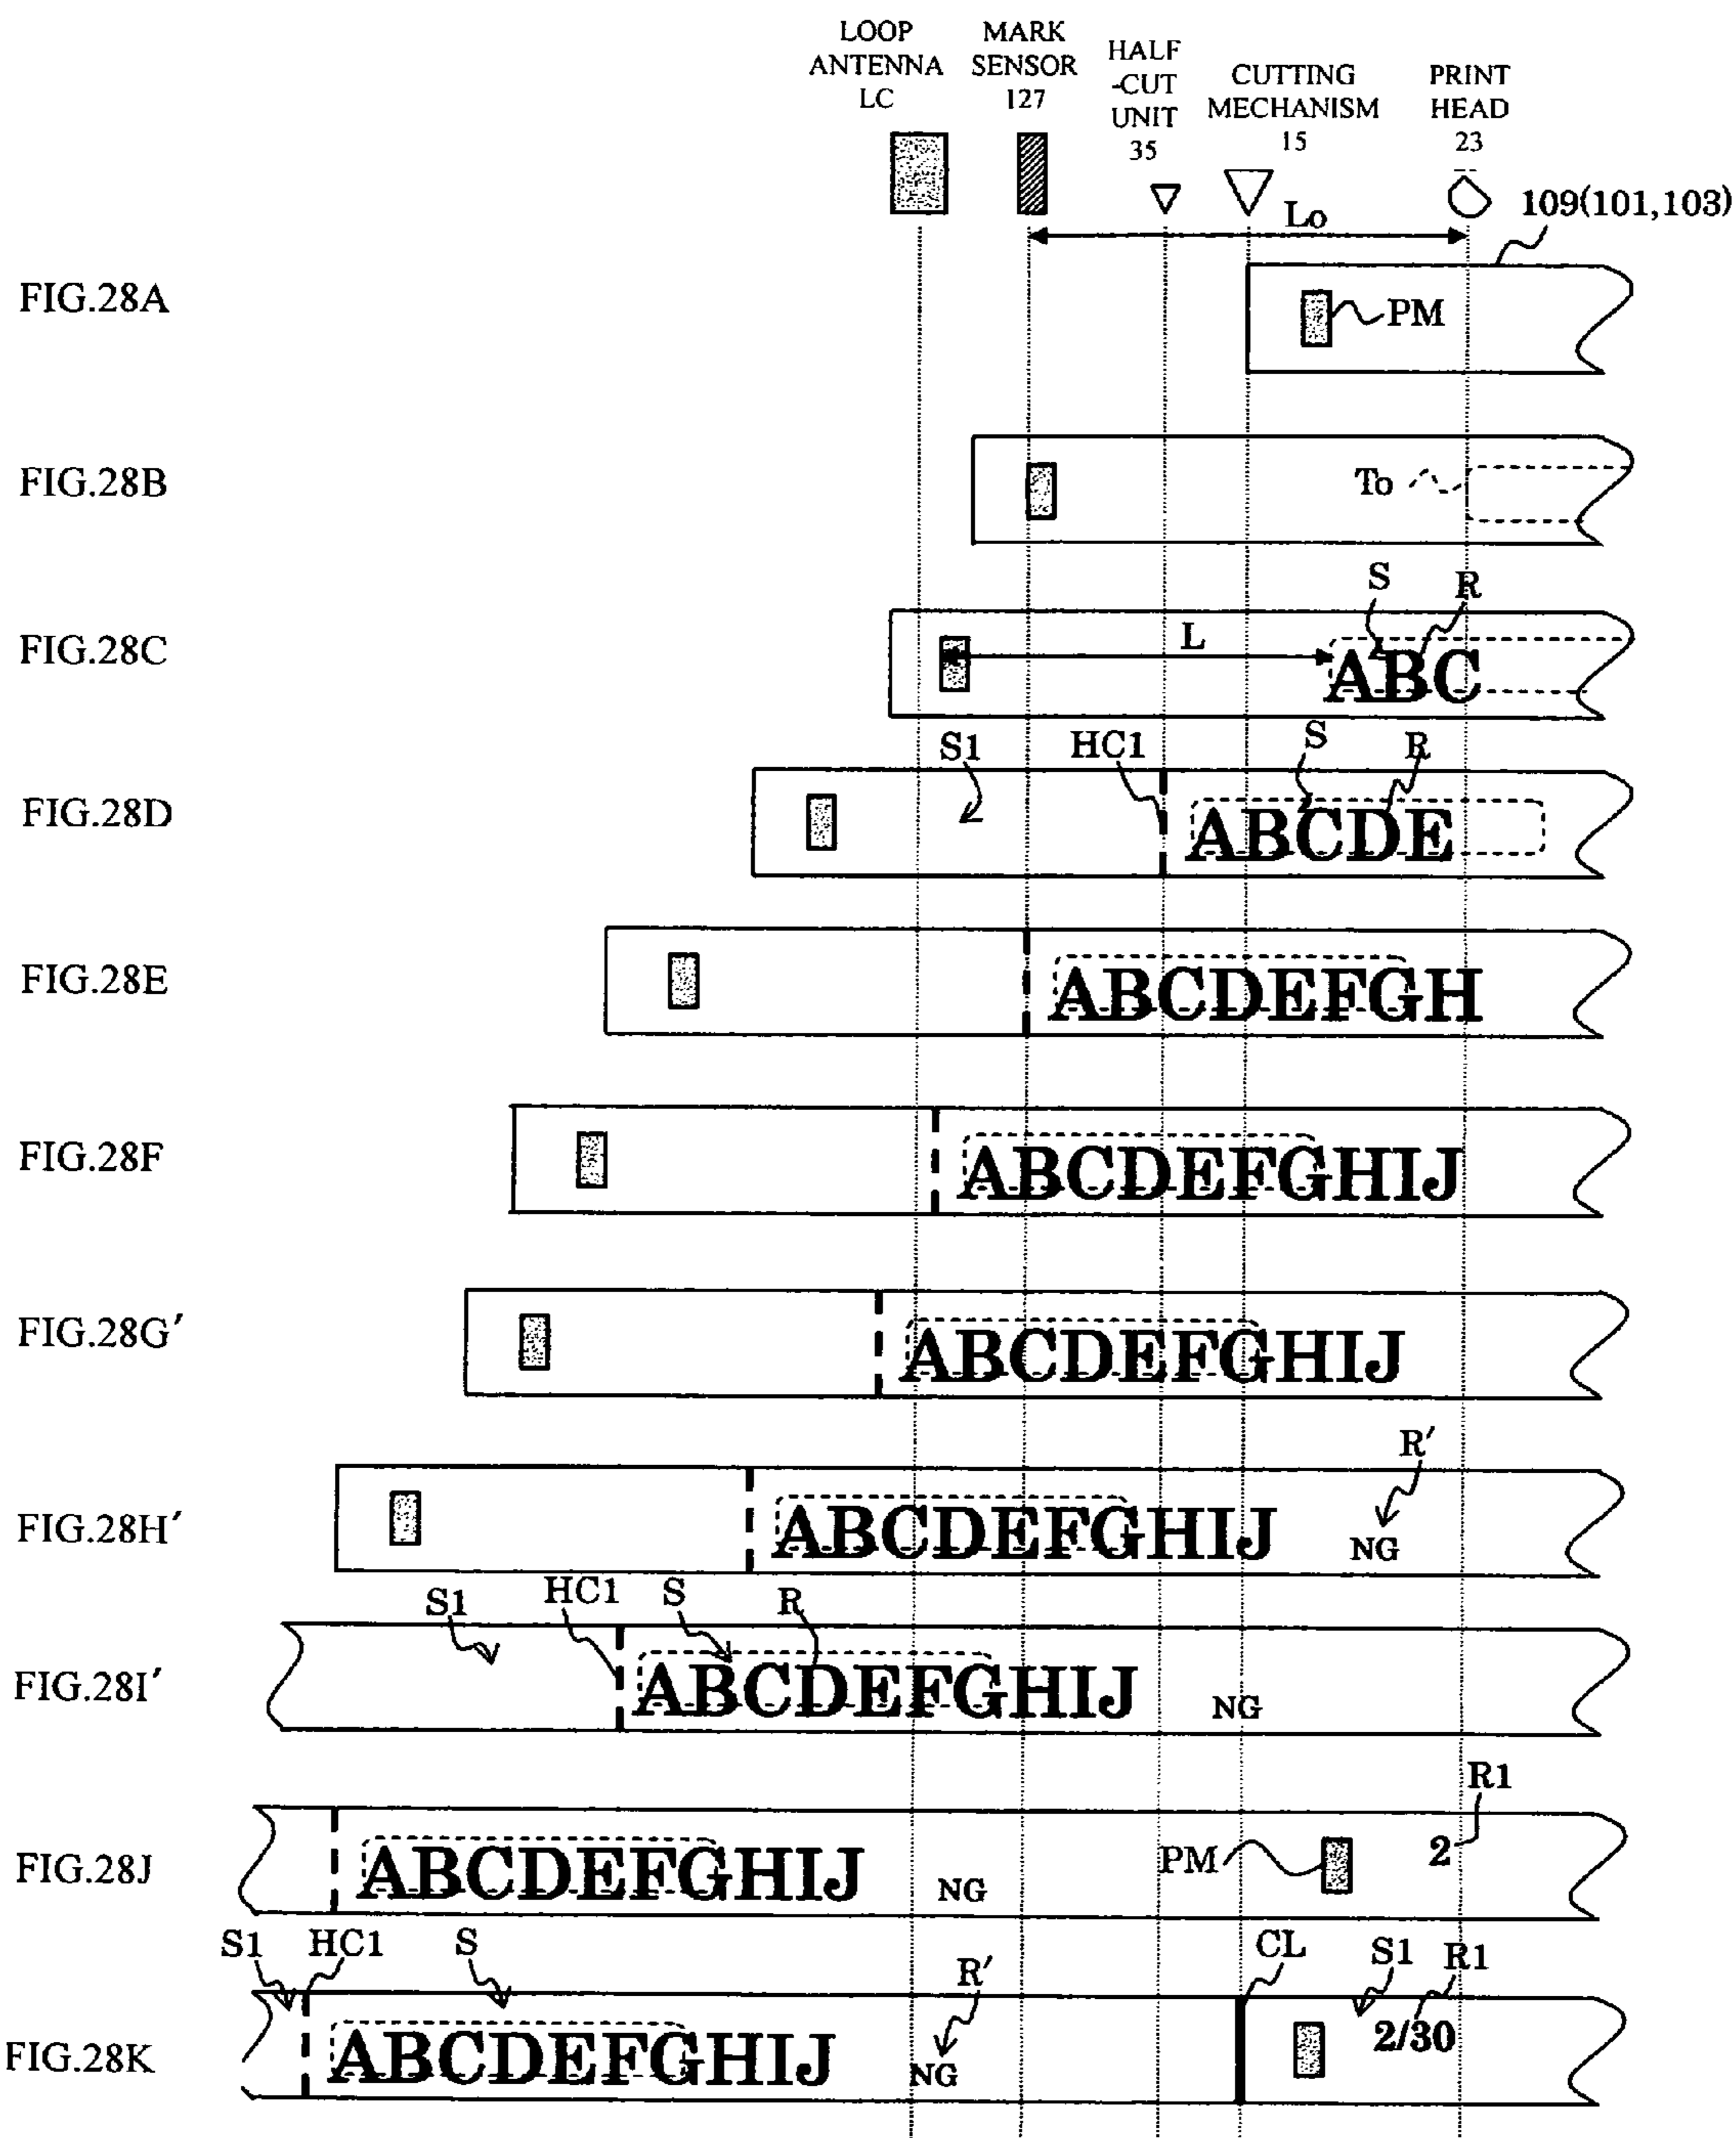 LOOP
ANTENNA
LC
MARK
SENSOR
127
HALF
-CUT
UNIT
35
CUTTING
MECHANISM
15
PRINT
HEAD
23
Lo
109(101,103)
FIG.28A
PM
FIG.28B
To
FIG.28C
L
S
R
ABC
FIG.28D
S1
HC1
S
R
ABCDE
FIG.28E
ABCDEFGH
FIG.28F
ABCDEFGHIJ
FIG.28G′
ABCDEFGHIJ
FIG.28H′
ABCDEFGHIJ
R′
NG
FIG.28I′
S1
HC1
S
R
ABCDEFGHIJ
NG
FIG.28J
ABCDEFGHIJ
NG
PM
2
R1
FIG.28K
S1
HC1
S
ABCDEFGHIJ
R′
NG
CL
S1
R1
2/30